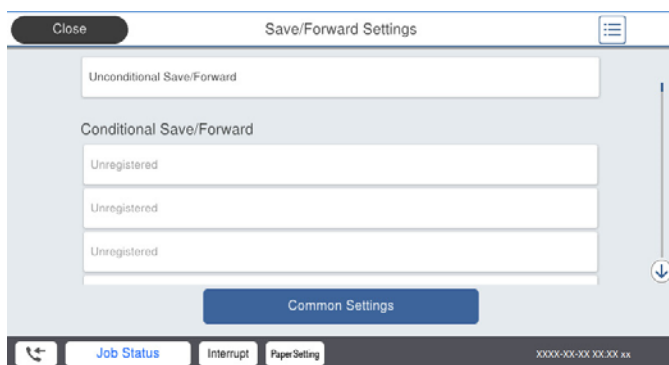 Close
Save/Forward Settings
Unconditional Save/Forward
Conditional Save/Forward
Unregistered
Unregistered
Unregistered
Common Settings
Job Status
Interrupt
Paper Setting
XXXX-XX-XX XX:XX xx